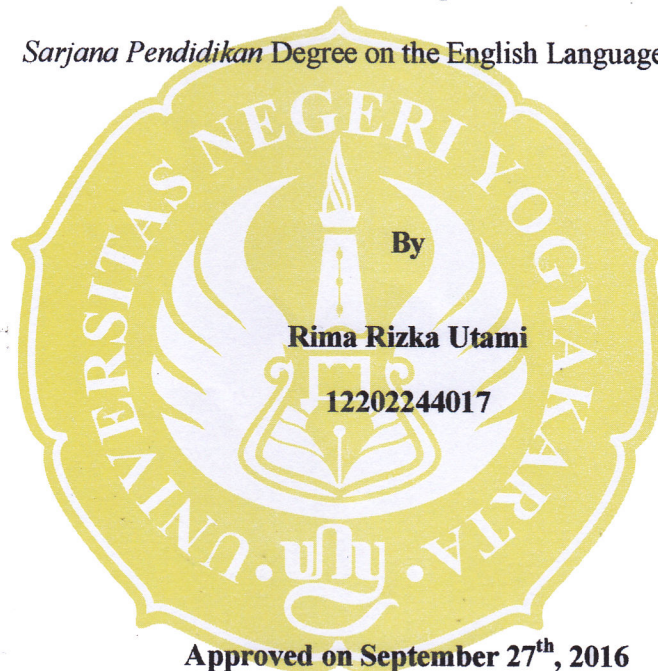 Sarjana Pendidikan Degree on the English Language
UNIVERSITAS NEGERI YOGYAKARTA
By
Rima Rizka Utami
12202244017
uny
Approved on September 27th, 2016